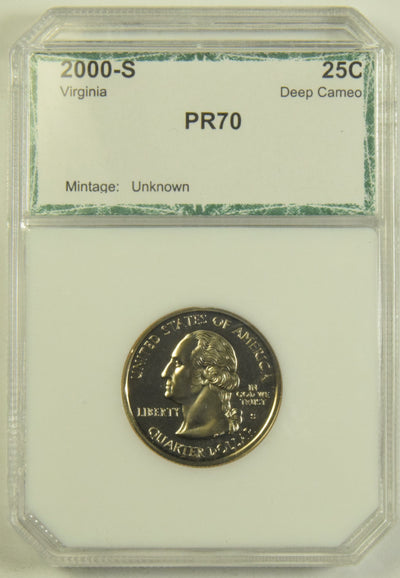 2000-S 25C
Virginia Deep Cameo
PR70
Mintage: Unknown
UNITED STATES OF AMERICA
IN
GOD WE
TRUST
LIBERTY
S
QUARTER DOLLAR